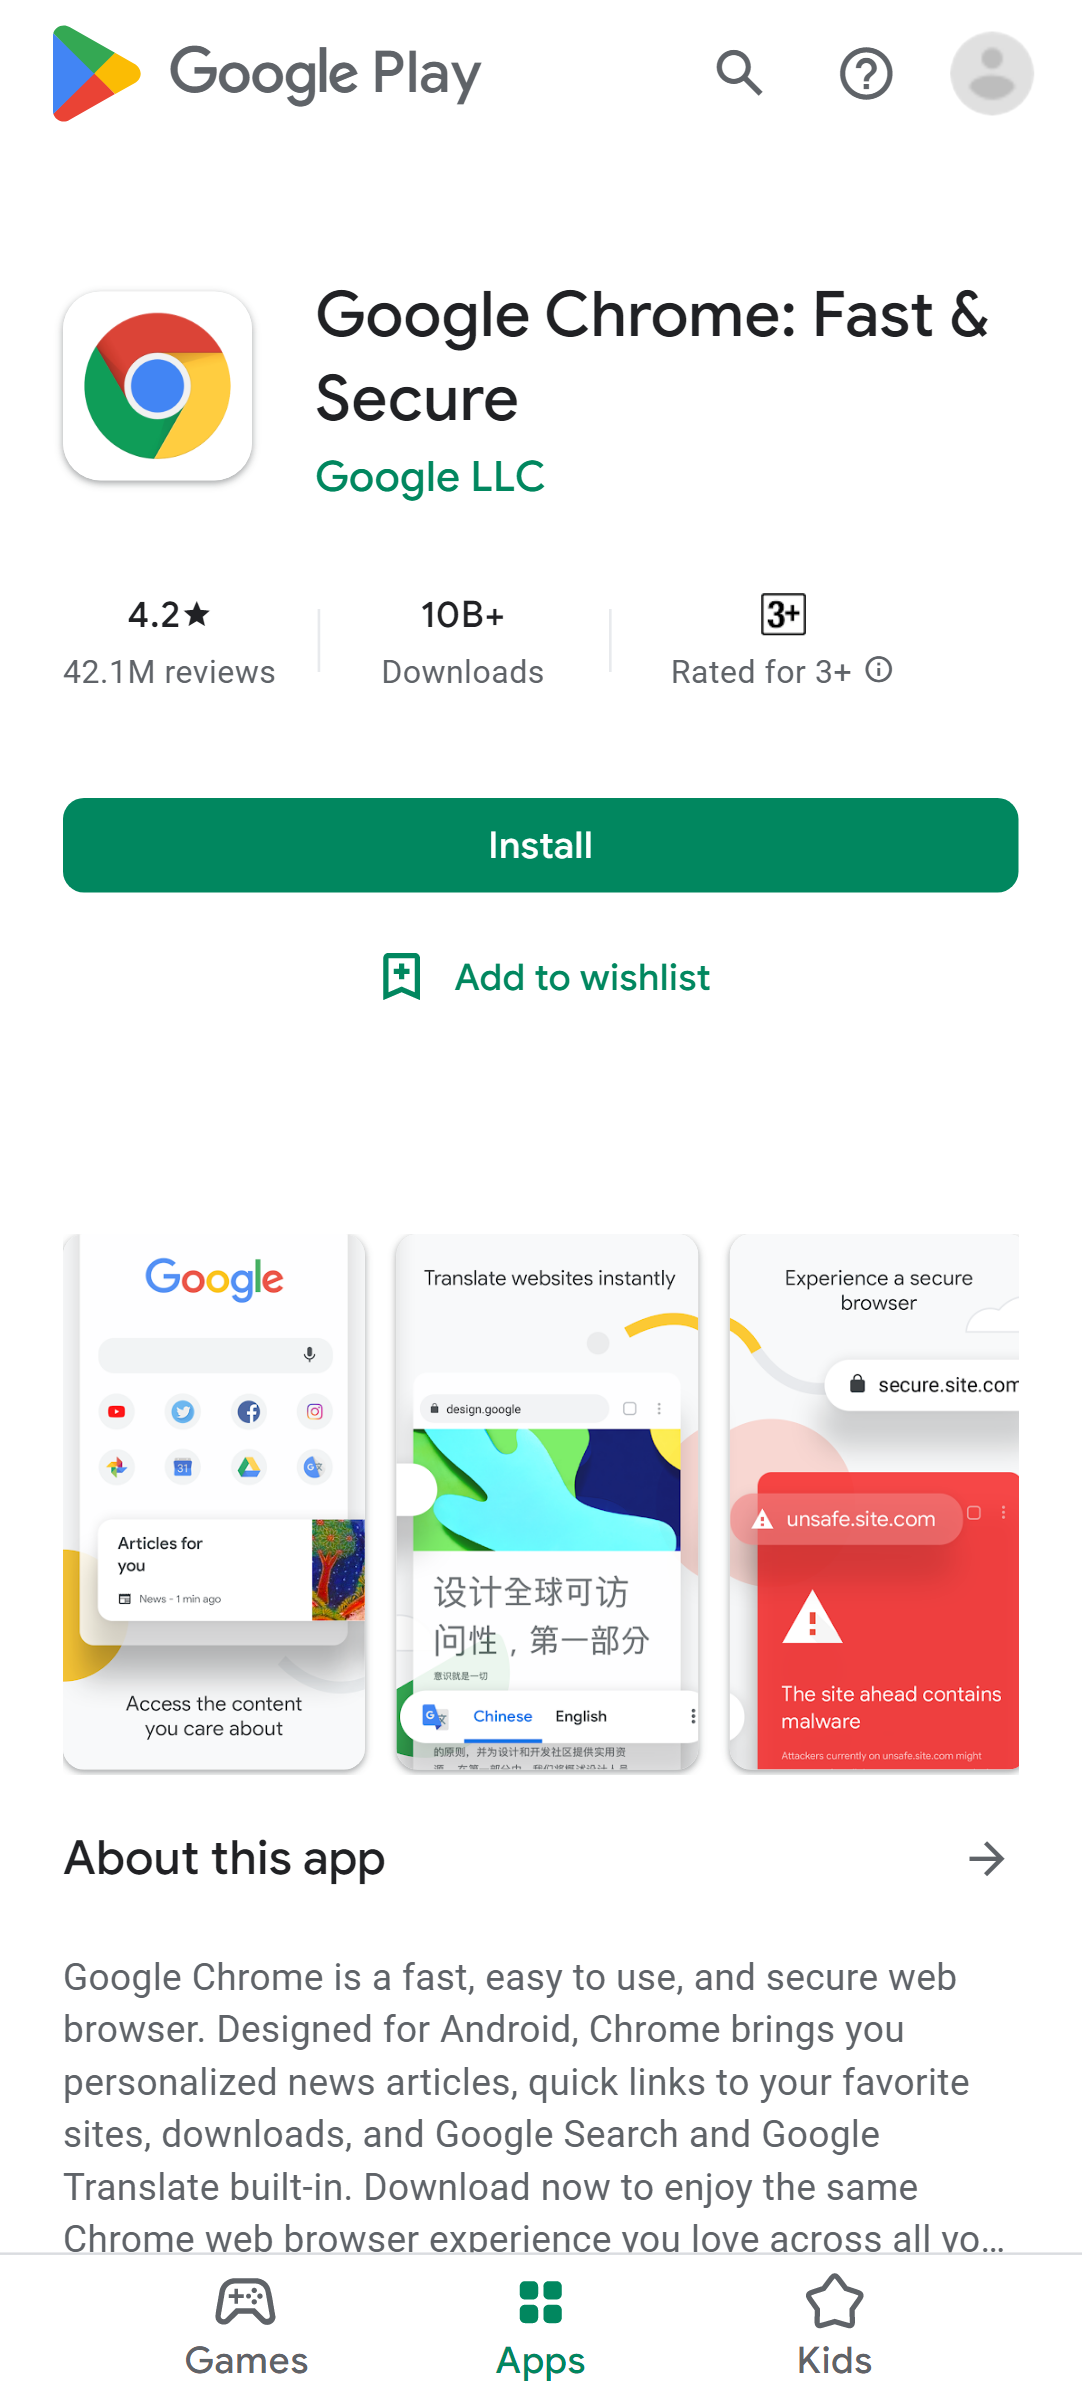 Google Play
Google Chrome: Fast &
Secure
Google LLC
4.2★
42.1M reviews
10B+
Downloads
3+
Rated for 3+
Install
Add to wishlist
Google
31
Articles for
you
News - 1 min ago
Access the content
you care about
Translate websites instantly
design.google
设计全球可访
问性，第一部分
意识就是一切
Chinese
English
的原则，并为设计和开发社区提供实用资
Experience a secure
browser
secure.site.com
unsafe.site.com
The site ahead contains
malware
Attackers currently on unsafe.site.com might
About this app
Google Chrome is a fast, easy to use, and secure web
browser. Designed for Android, Chrome brings you
personalized news articles, quick links to your favorite
sites, downloads, and Google Search and Google
Translate built-in. Download now to enjoy the same
Chrome web browser experience you love across all yo…
Games
Apps
Kids